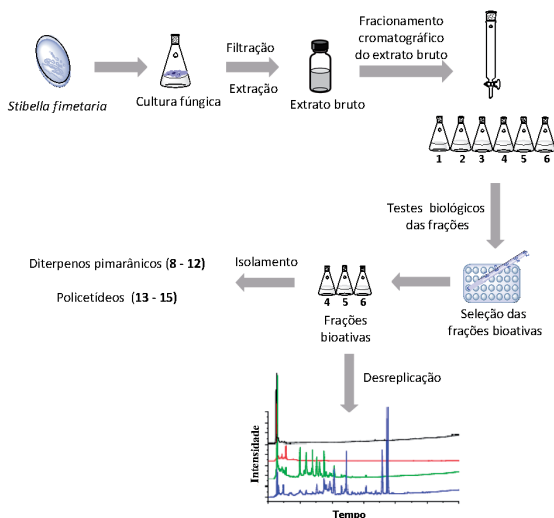 Stibella fimetaria
Cultura fúngica
Filtração
Extração
Extrato bruto
Fracionamento
cromatográfico
do extrato bruto
1 2 3 4 5 6
Testes biológicos
das frações
Seleção das
frações bioativas
4 5 6
Frações
bioativas
Isolamento
Diterpenos pimarânicos (8 - 12)
Policetídeos (13 - 15)
Desreplicação
Intensidade
Tempo